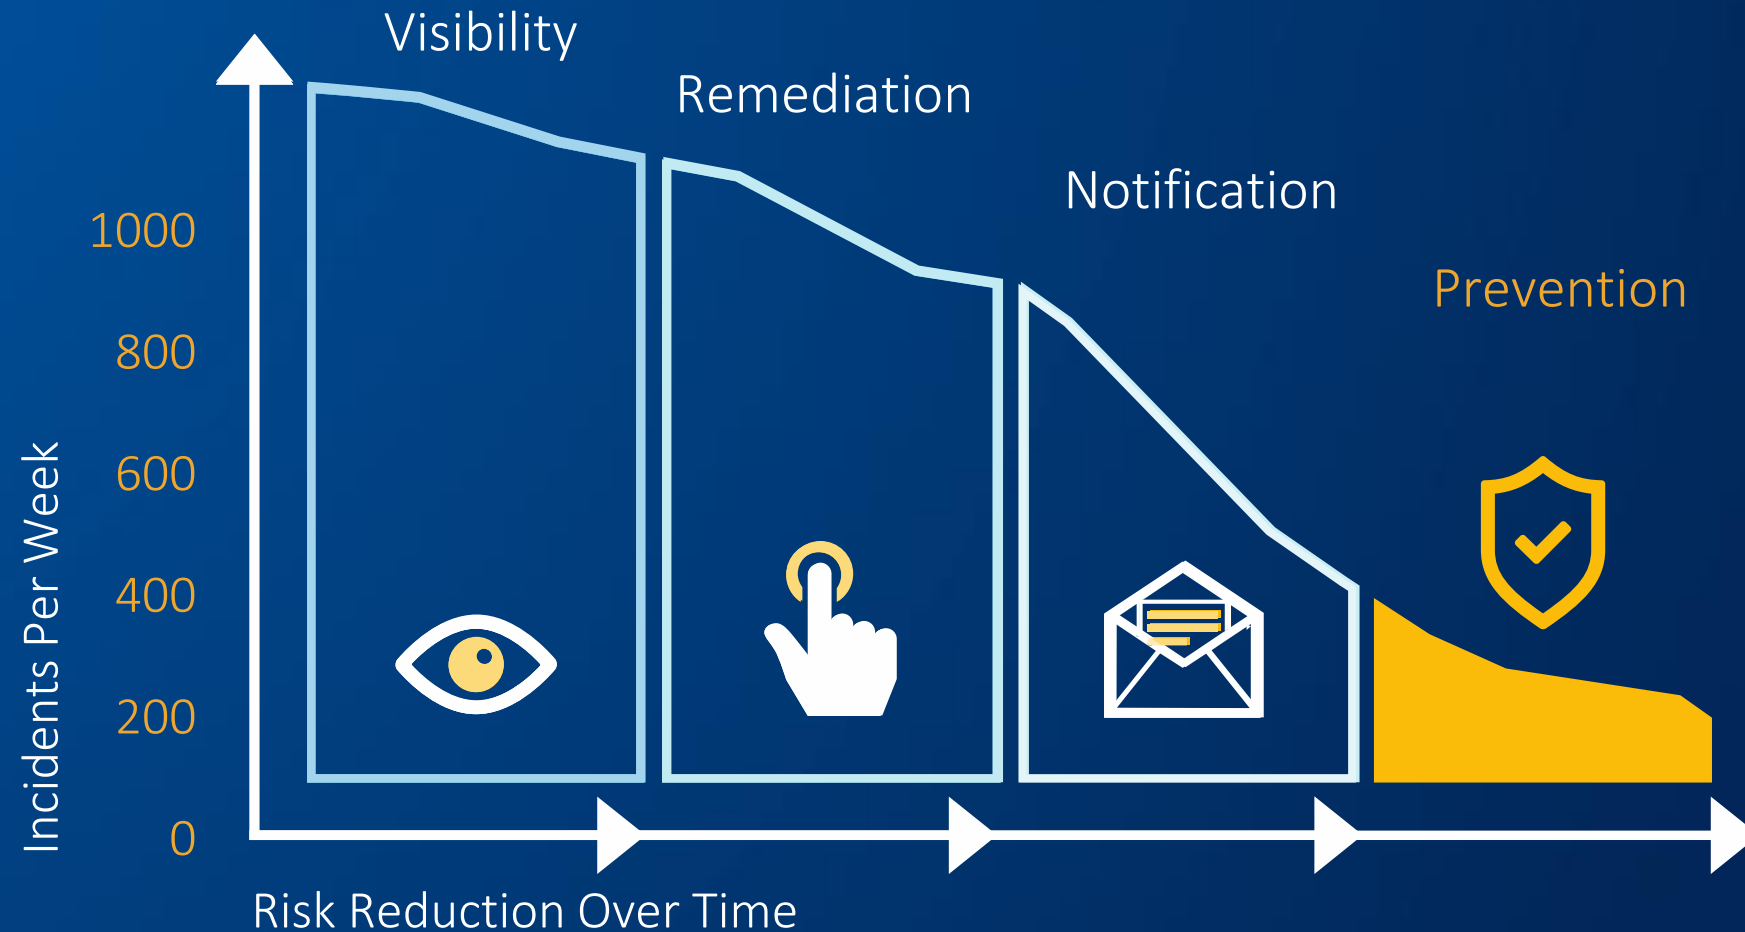 Visibility
Remediation
Notification
Prevention
1000
800
600
400
200
0
Incidents Per Week
Risk Reduction Over Time